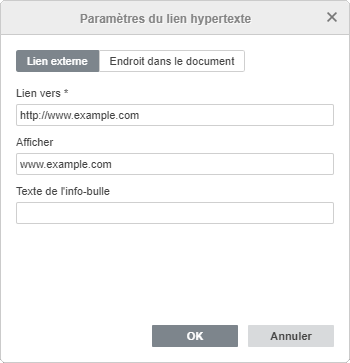 Paramètres du lien hypertexte
Lien externe Endroit dans le document
Lien vers *
http://www.example.com
Afficher
www.example.com
Texte de l'info-bulle
OK Annuler